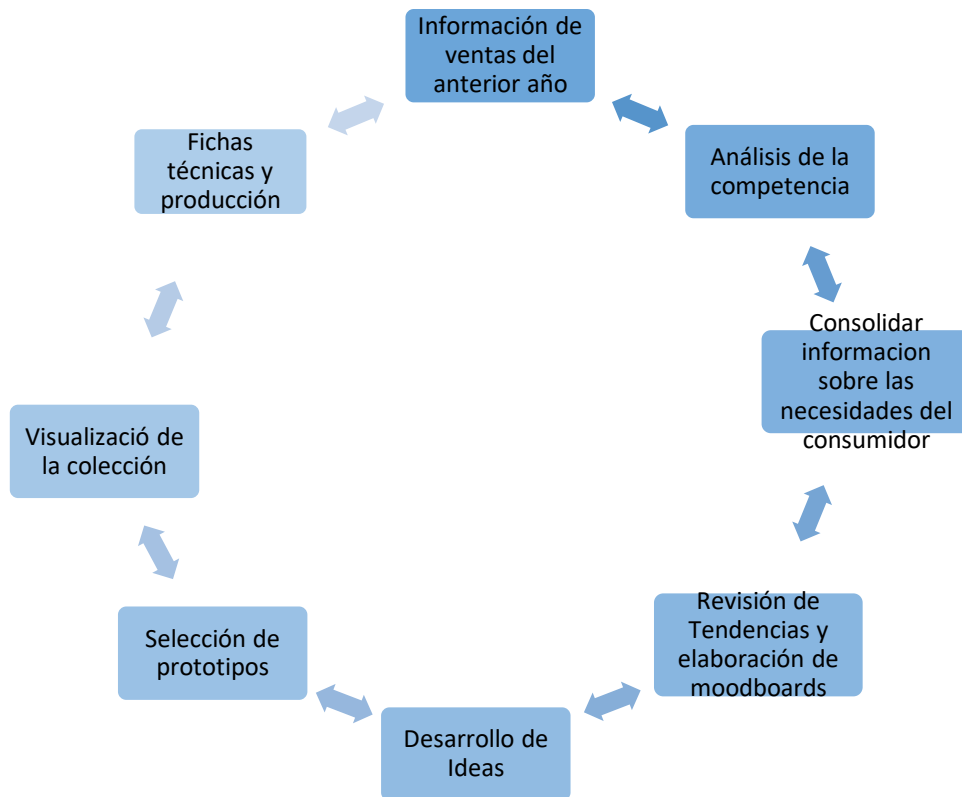 Información de
ventas del
anterior año
Análisis de la
competencia
Consolidar
informacion
sobre las
necesidades del
consumidor
Revisión de
Tendencias y
elaboración de
moodboards
Desarrollo de
Ideas
Selección de
prototipos
Visualizació de
la colección
Fichas
técnicas y
producción